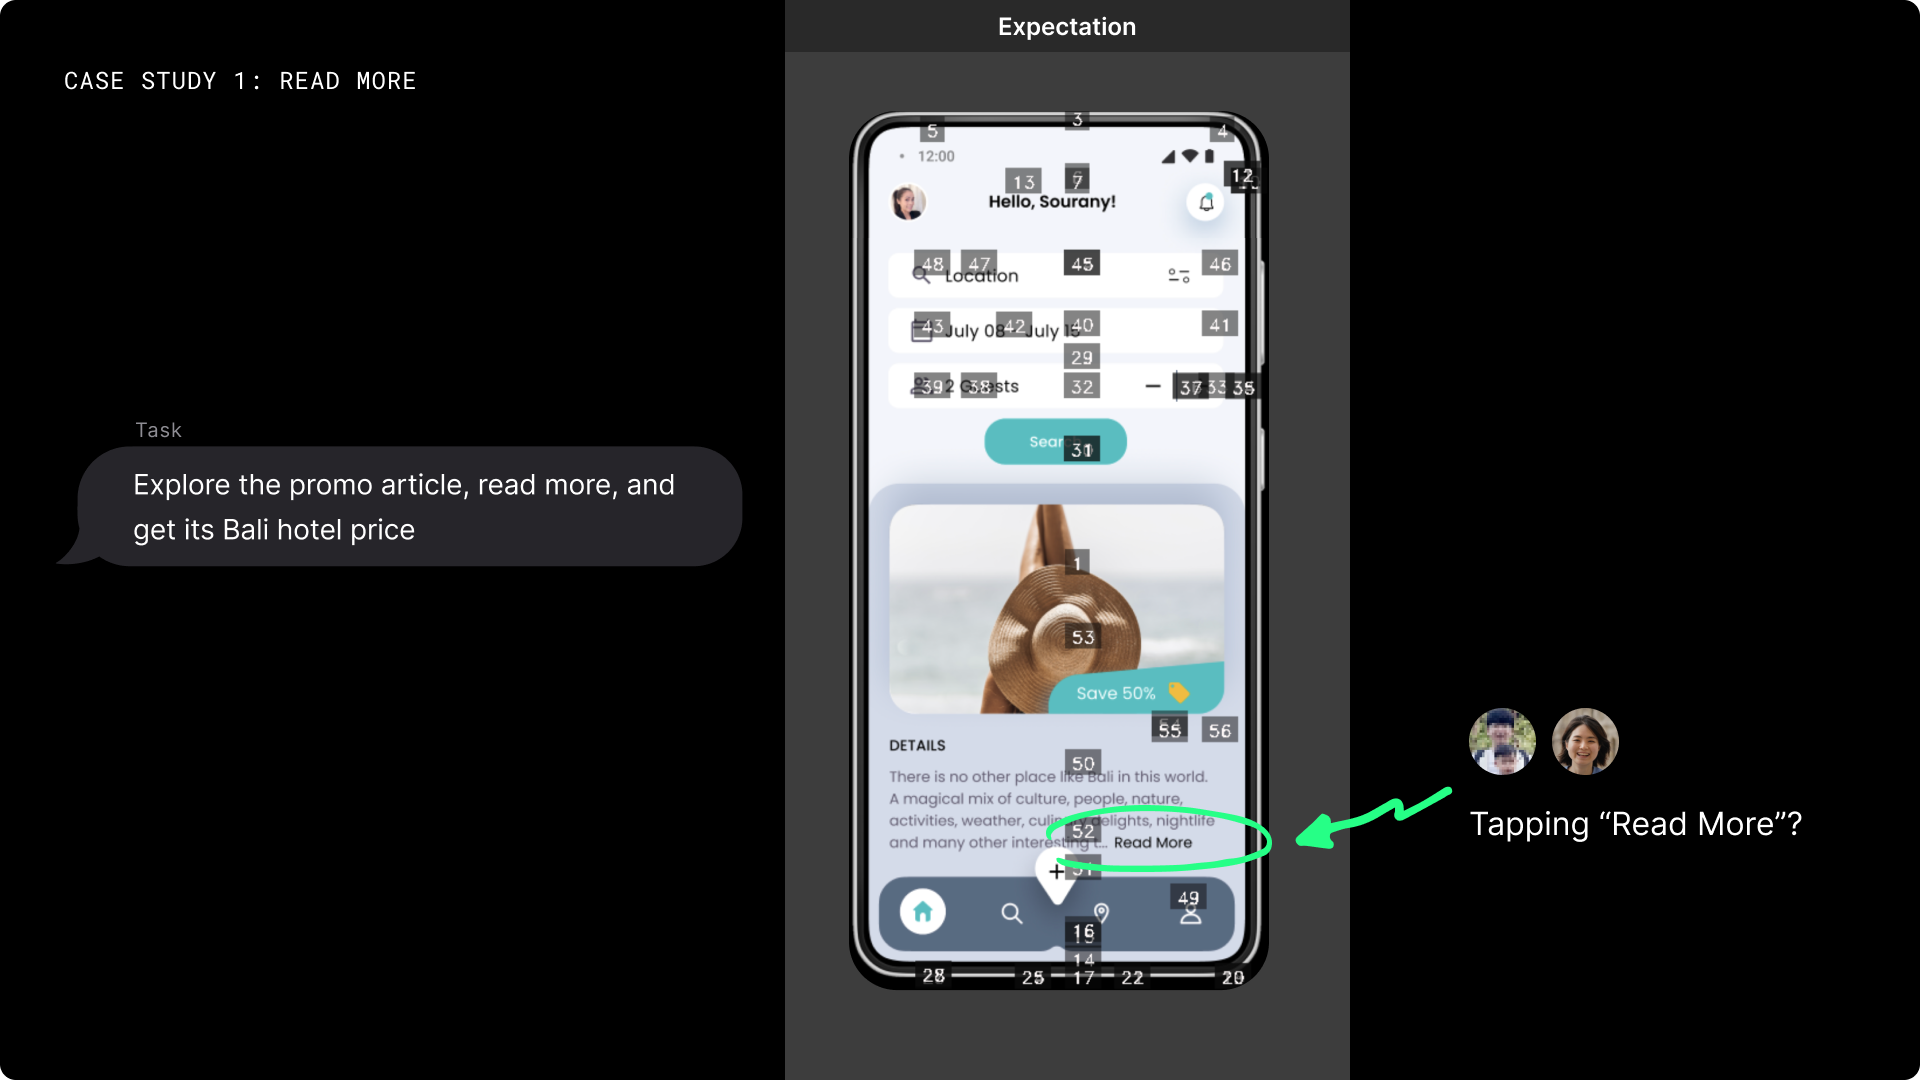 Expectation
CASE STUDY 1: READ MORE
Task
Explore the promo article, read more, and
get its Bali hotel price
5
3
4
12:00
13
7
12
Hello, Sourany!
48
47
45
46
Location
43
42
40
41
July 08 - July 15
29
39
38
32
37
33
35
2 Guests
31
1
53
Save 50%
55
56
DETAILS
50
There is no other place like Bali in this world.
A magical mix of culture, people, nature,
activities, weather, culinary delights, nightlife
52
and many other interesting t... Read More
51
49
16
14
28
25
17
22
Tapping “Read More”?